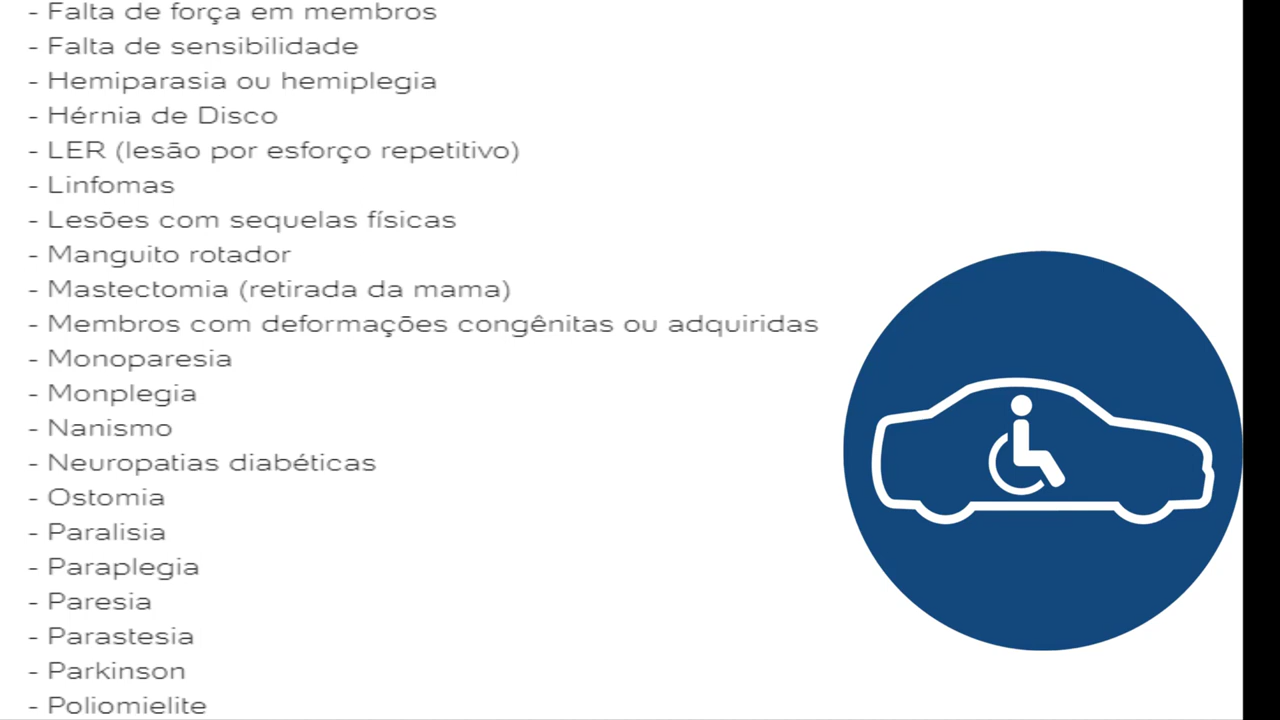 - Falta de força em membros
- Falta de sensibilidade
- Hemiparasia ou hemiplegia
- Hérnia de Disco
- LER (lesão por esforço repetitivo)
- Linfomas
- Lesões com sequelas físicas
- Manguito rotador
- Mastectomia (retirada da mama)
- Membros com deformações congênitas ou adquiridas
- Monoparesia
- Monplegia
- Nanismo
- Neuropatias diabéticas
- Ostomia
- Paralisia
- Paraplegia
- Paresia
- Parastesia
- Parkinson
- Poliomielite